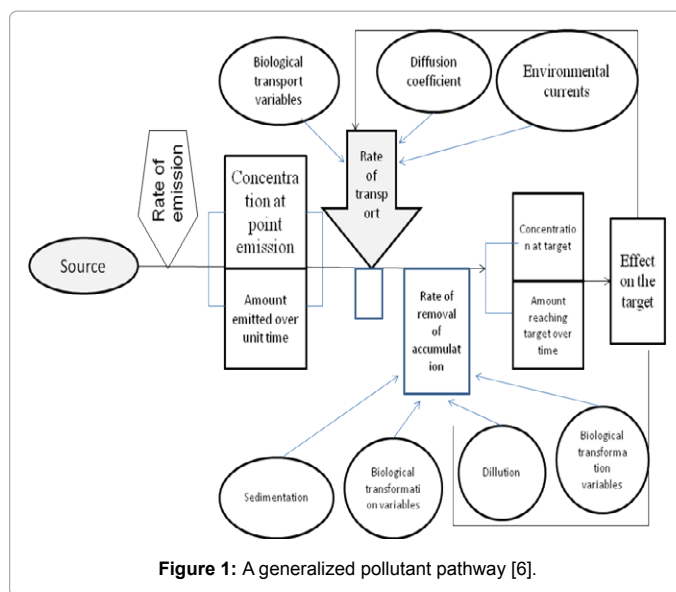 Biological
transport
variables
Diffusion
coefficient
Environmental
currents
Rate of
emission
Concentra
tion at
point
emission
Rate
of
transp
ort
Concentratio
n at target
Source
Effect
on the
target
Amount
emitted over
unit time
Rate of
removal
of
accumulat
ion
Amount
reaching
target over
time
Sedimentation
Biological
transformati
on variables
Dillution
Biological
transforma
tion
variables
Figure 1: A generalized pollutant pathway [6].